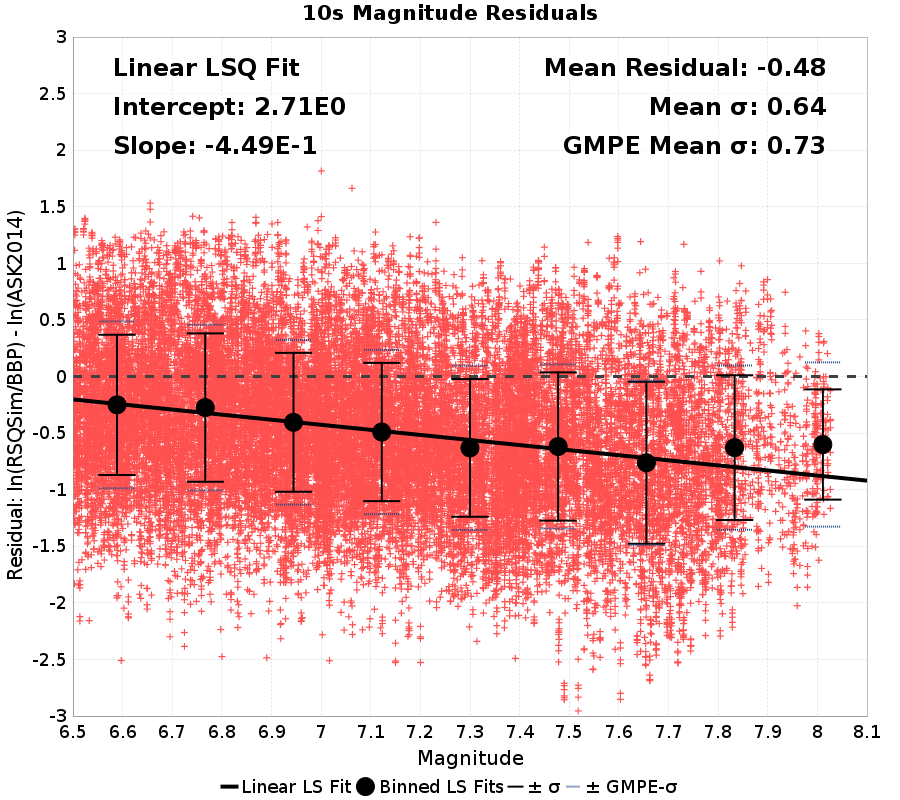 10s Magnitude Residuals
Linear LSQ Fit
Intercept: 2.71E0
Slope: -4.49E-1
Mean Residual: -0.48
Mean σ: 0.64
GMPE Mean σ: 0.73
Residual: ln(RSQSim/BBP) - ln(ASK2014)
3
2.5
2
1.5
1
0.5
0
-0.5
-1
-1.5
-2
-2.5
-3
6.5 6.6 6.7 6.8 6.9 7 7.1 7.2 7.3 7.4 7.5 7.6 7.7 7.8 7.9 8 8.1
Magnitude
Linear LS Fit Binned LS Fits ± σ ± GMPE-σ